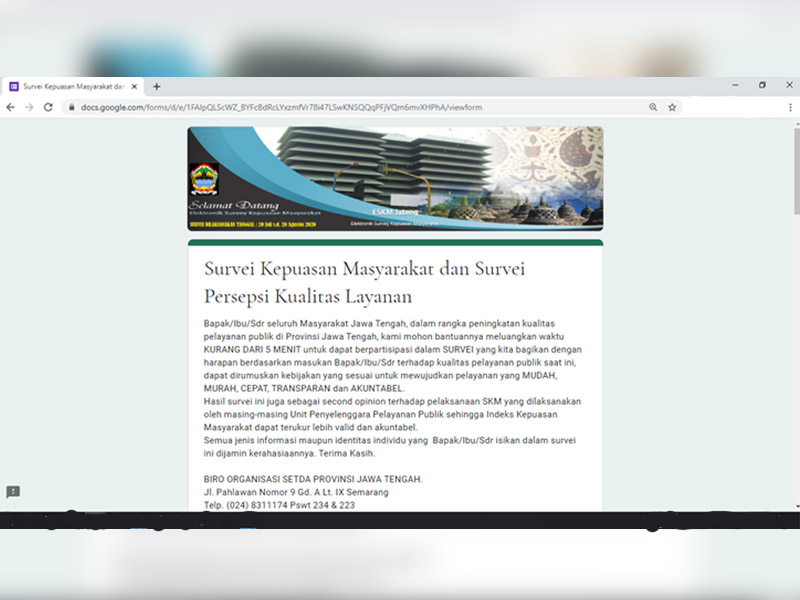 Survei Kepuasan Masyarakat dan
docs.google.com/forms/d/e/1FAIpQLScWZ_BYFcBdRcLYxzmfVr78i47LSwKNSQQqPFjVQm6mvXHPhA/viewform
Selamat Datang
Elektronik Survey Kepuasan Masyarakat
SURVEI DILAKSANAKAN TANGGAL : 20 Juli s.d. 20 Agustus 2020
ESKM Jateng
Elektronik Survey Kepuasan Masyarakat
Survei Kepuasan Masyarakat dan Survei
Persepsi Kualitas Layanan
Bapak/Ibu/Sdr seluruh Masyarakat Jawa Tengah, dalam rangka peningkatan kualitas
pelayanan publik di Provinsi Jawa Tengah, kami mohon bantuannya meluangkan waktu
KURANG DARI 5 MENIT untuk dapat berpartisipasi dalam SURVEI yang kita bagikan dengan
harapan berdasarkan masukan Bapak/Ibu/Sdr terhadap kualitas pelayanan publik saat ini,
dapat dirumuskan kebijakan yang sesuai untuk mewujudkan pelayanan yang MUDAH,
MURAH, CEPAT, TRANSPARAN dan AKUNTABEL.
Hasil survei ini juga sebagai second opinion terhadap pelaksanaan SKM yang dilaksanakan
oleh masing-masing Unit Penyelenggara Pelayanan Publik sehingga Indeks Kepuasan
Masyarakat dapat terukur lebih valid dan akuntabel.
Semua jenis informasi maupun identitas individu yang Bapak/Ibu/Sdr isikan dalam survei
ini dijamin kerahasiaannya. Terima Kasih.
BIRO ORGANISASI SETDA PROVINSI JAWA TENGAH.
Jl. Pahlawan Nomor 9 Gd. A Lt. IX Semarang
Telp. (024) 8311174 Pswt 234 & 223